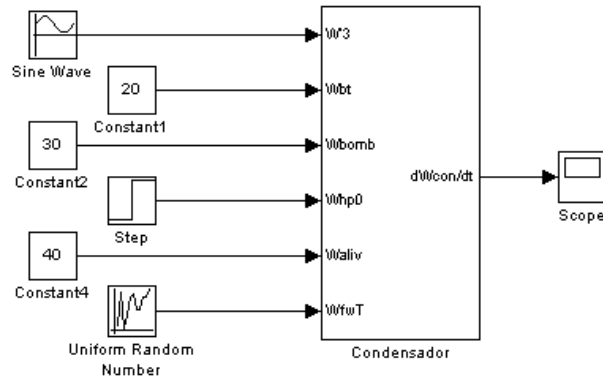 W'3
Sine Wave
20
Wbt
Constant1
30
Wbomb
Constant2
dWcon/dt
Whp0
Step
Scope
40
Waliv
Constant4
WfwT
Uniform Random
Number
Condensador